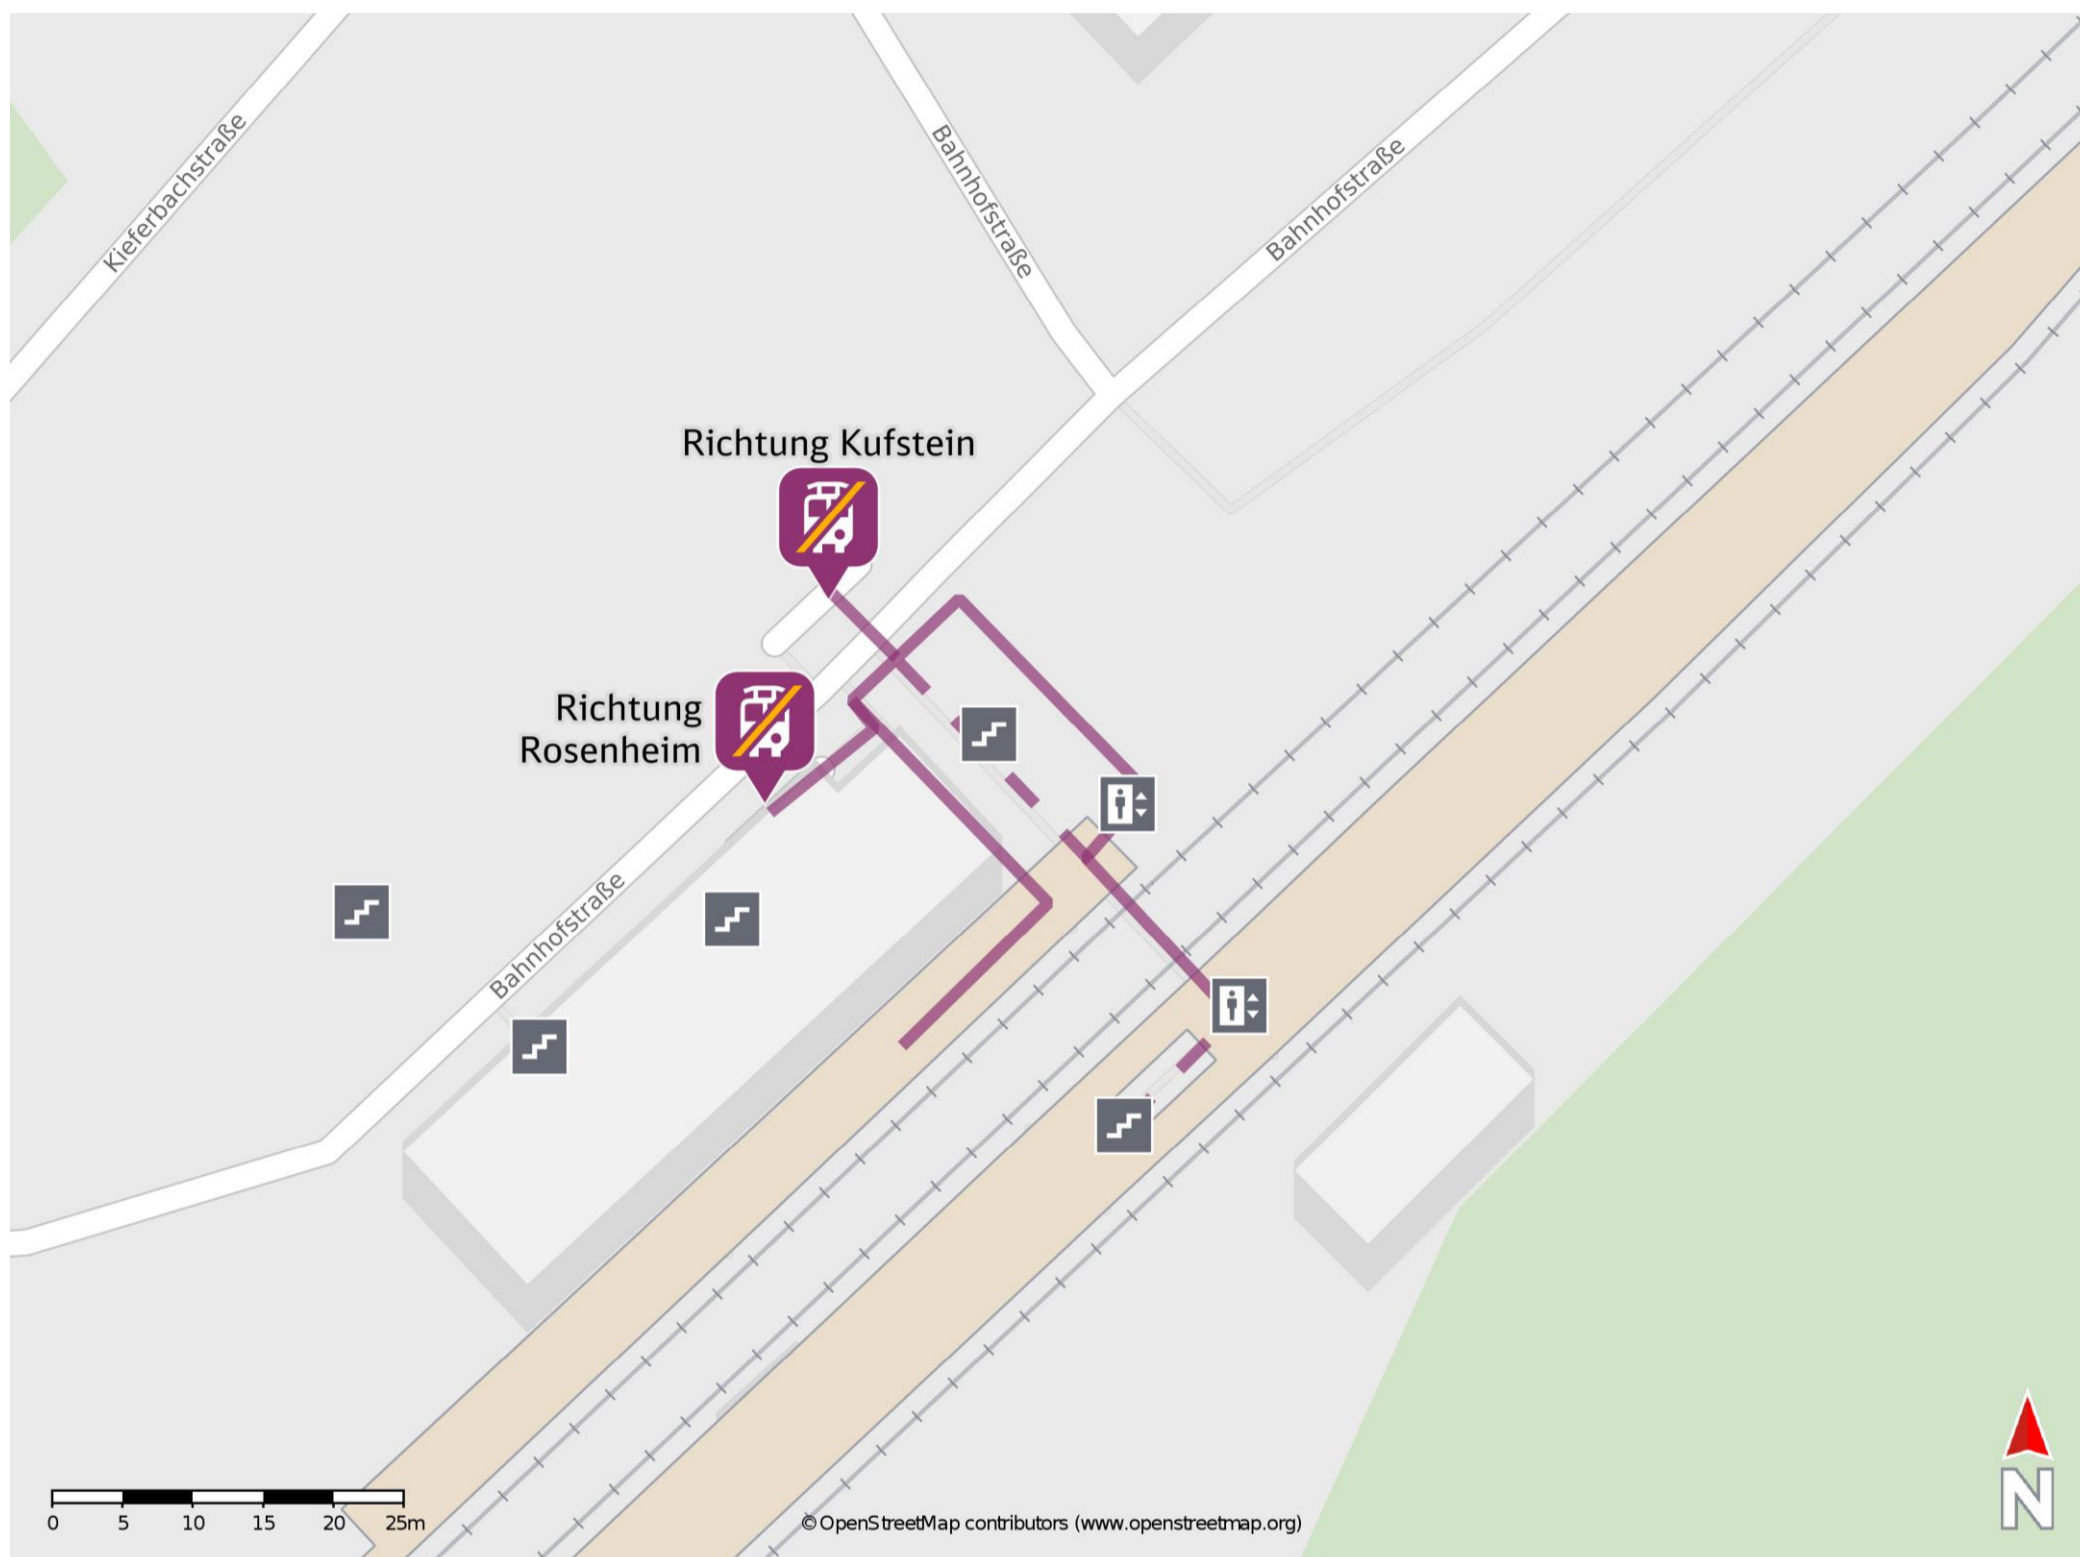 Kieferbachstraße
Bahnhofstraße
Bahnhofstraße
Richtung Kufstein
Richtung
Rosenheim
Bahnhofstraße
0 5 10 15 20 25m
© OpenStreetMap contributors (www.openstreetmap.org)
N